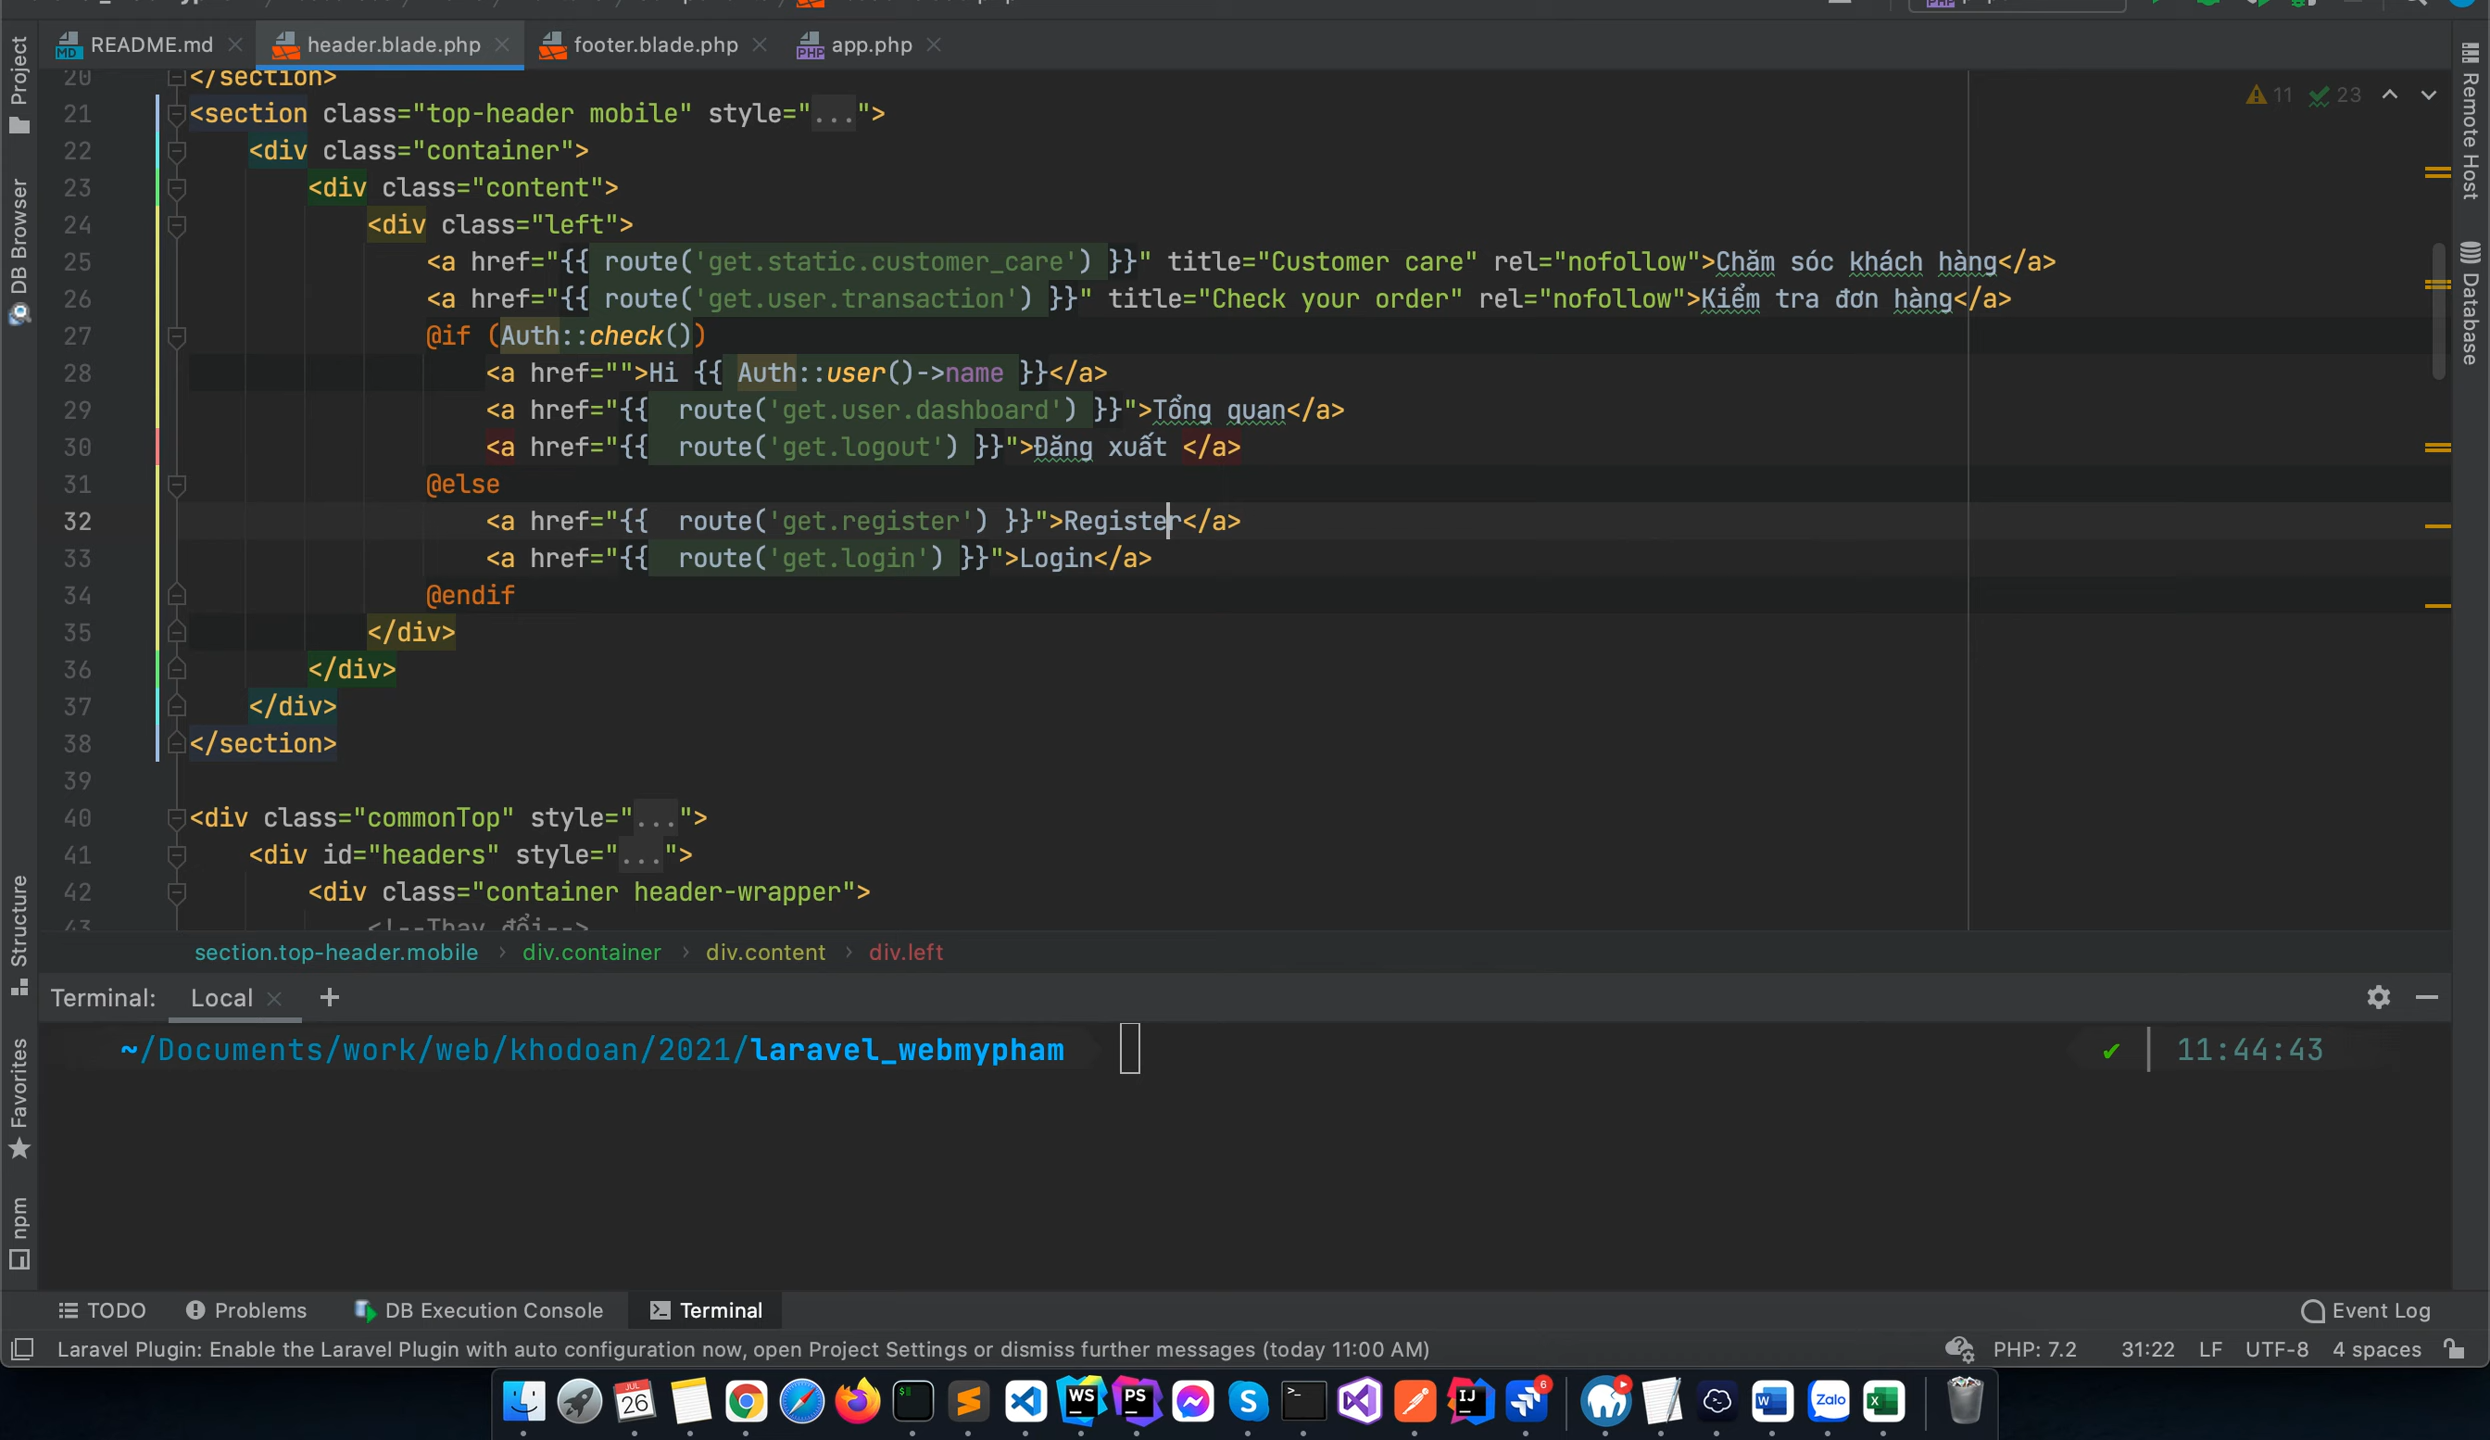 README.md
header.blade.php
footer.blade.php
app.php
Project
DB Browser
Structure
Favorites
npm
Remote Host
Database
11 23
20 </section>
21 <section class="top-header mobile" style="...">
22 <div class="container">
23 <div class="content">
24 <div class="left">
25 <a href="{{ route('get.static.customer_care') }}" title="Customer care" rel="nofollow">Chăm sóc khách hàng</a>
26 <a href="{{ route('get.user.transaction') }}" title="Check your order" rel="nofollow">Kiểm tra đơn hàng</a>
27 @if (Auth::check())
28 <a href="">Hi {{ Auth::user()->name }}</a>
29 <a href="{{  route('get.user.dashboard') }}">Tổng quan</a>
30 <a href="{{  route('get.logout') }}">Đăng xuất </a>
31 @else
32 <a href="{{  route('get.register') }}">Register</a>
33 <a href="{{  route('get.login') }}">Login</a>
34 @endif
35 </div>
36 </div>
37 </div>
38 </section>
39
40 <div class="commonTop" style="...">
41 <div id="headers" style="...">
42 <div class="container header-wrapper">
43 <!--Thay đổi-->
section.top-header.mobile › div.container › div.content › div.left
Terminal: Local +
~/Documents/work/web/khodoan/2021/laravel_webmypham
11:44:43
TODO
Problems
DB Execution Console
Terminal
Event Log
Laravel Plugin: Enable the Laravel Plugin with auto configuration now, open Project Settings or dismiss further messages (today 11:00 AM)
PHP: 7.2 31:22 LF UTF-8 4 spaces
JUL
26
WS
PS
IJ
6
Zalo